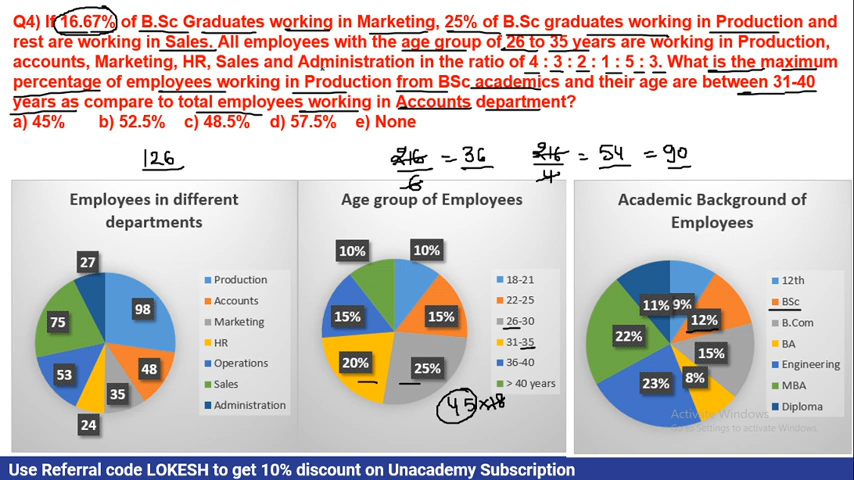 Q4) If 16.67% of B.Sc Graduates working in Marketing, 25% of B.Sc graduates working in Production and
rest are working in Sales. All employees with the age group of 26 to 35 years are working in Production,
accounts, Marketing, HR, Sales and Administration in the ratio of 4 : 3 : 2 : 1 : 5 : 3. What is the maximum
percentage of employees working in Production from BSc academics and their age are between 31-40
years as compare to total employees working in Accounts department?
a) 45% b) 52.5% c) 48.5% d) 57.5% e) None
126
216/6 = 36
216/4 = 54 = 90
Employees in different
departments
27
98
75
48
53
35
24
Production
Accounts
Marketing
HR
Operations
Sales
Administration
Age group of Employees
10%
10%
15%
15%
20%
25%
18-21
22-25
26-30
31-35
36-40
> 40 years
45 x 18
Academic Background of
Employees
11%
9%
12%
22%
15%
23%
8%
12th
BSc
B.Com
BA
Engineering
MBA
Diploma
Activate Windows
Go to Settings to activate Windows.
Use Referral code LOKESH to get 10% discount on Unacademy Subscription